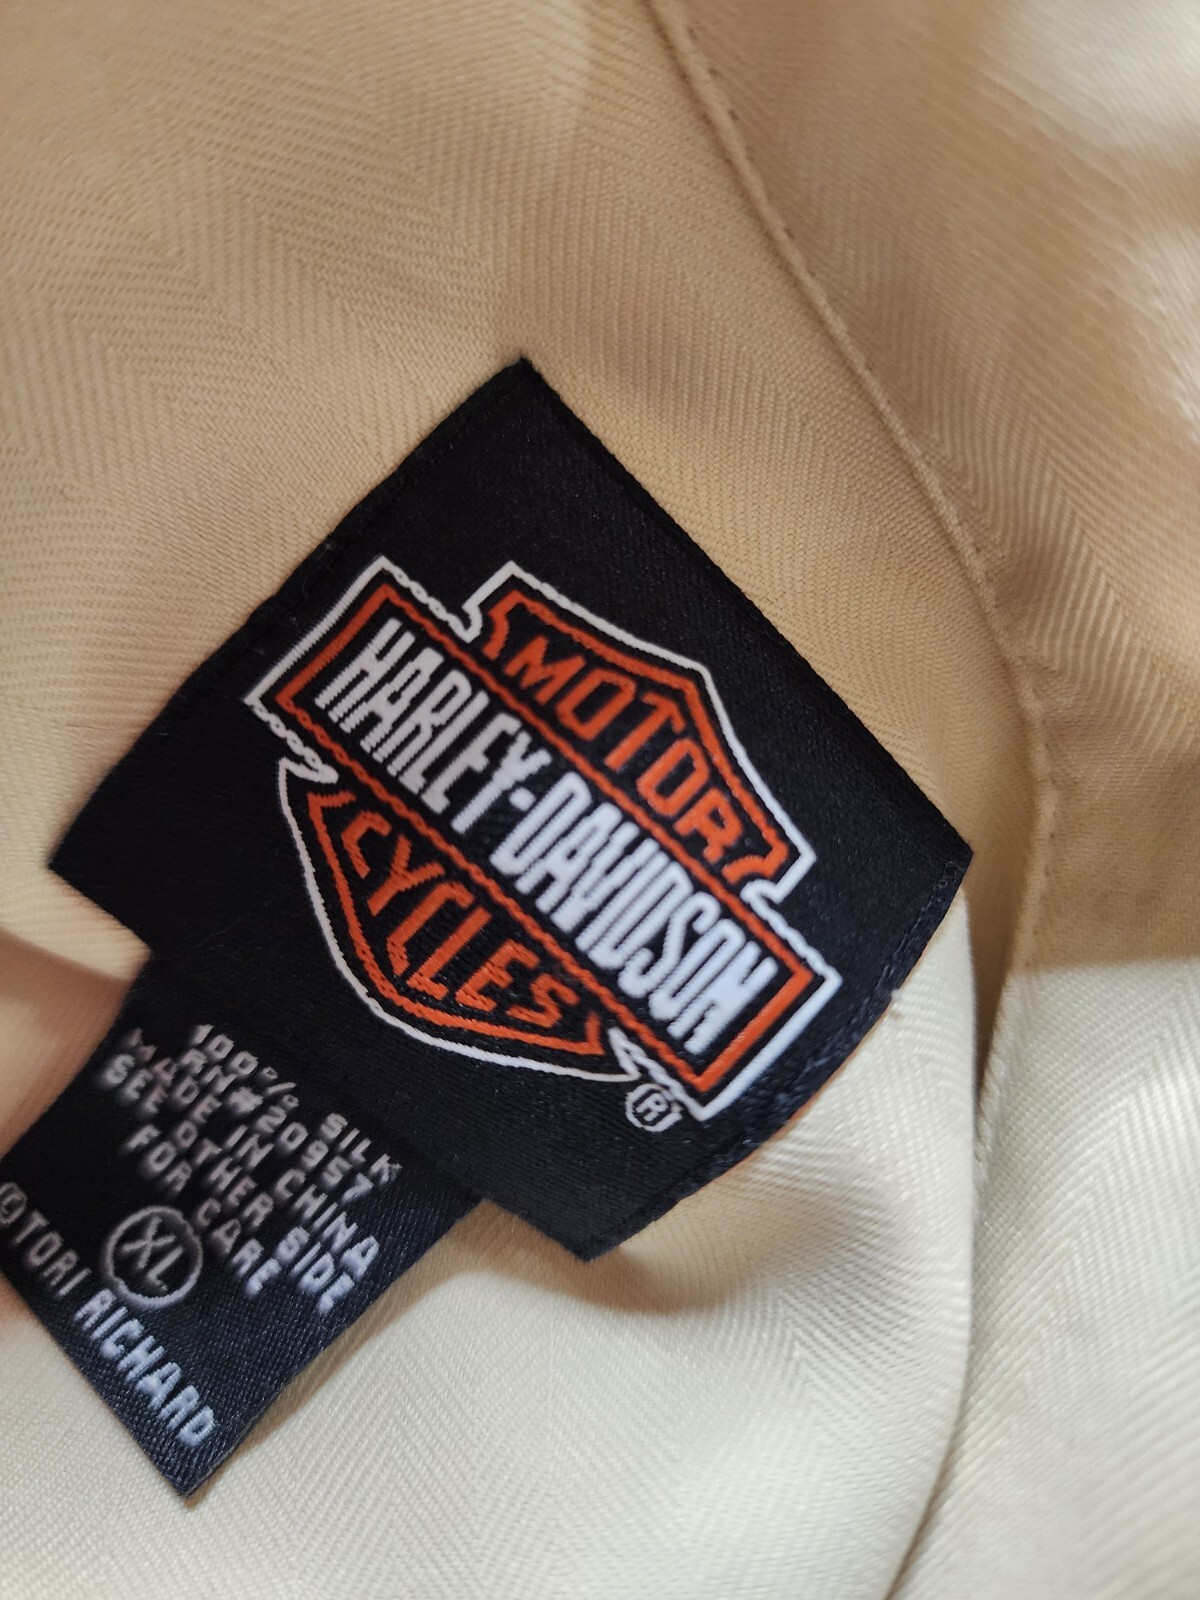 MOTOR
HARLEY-DAVIDSON
CYCLES
®
100% SILK
RN#20957
MADE IN CHINA
SEE OTHER SIDE
FOR CARE
XL
©TORI RICHARD